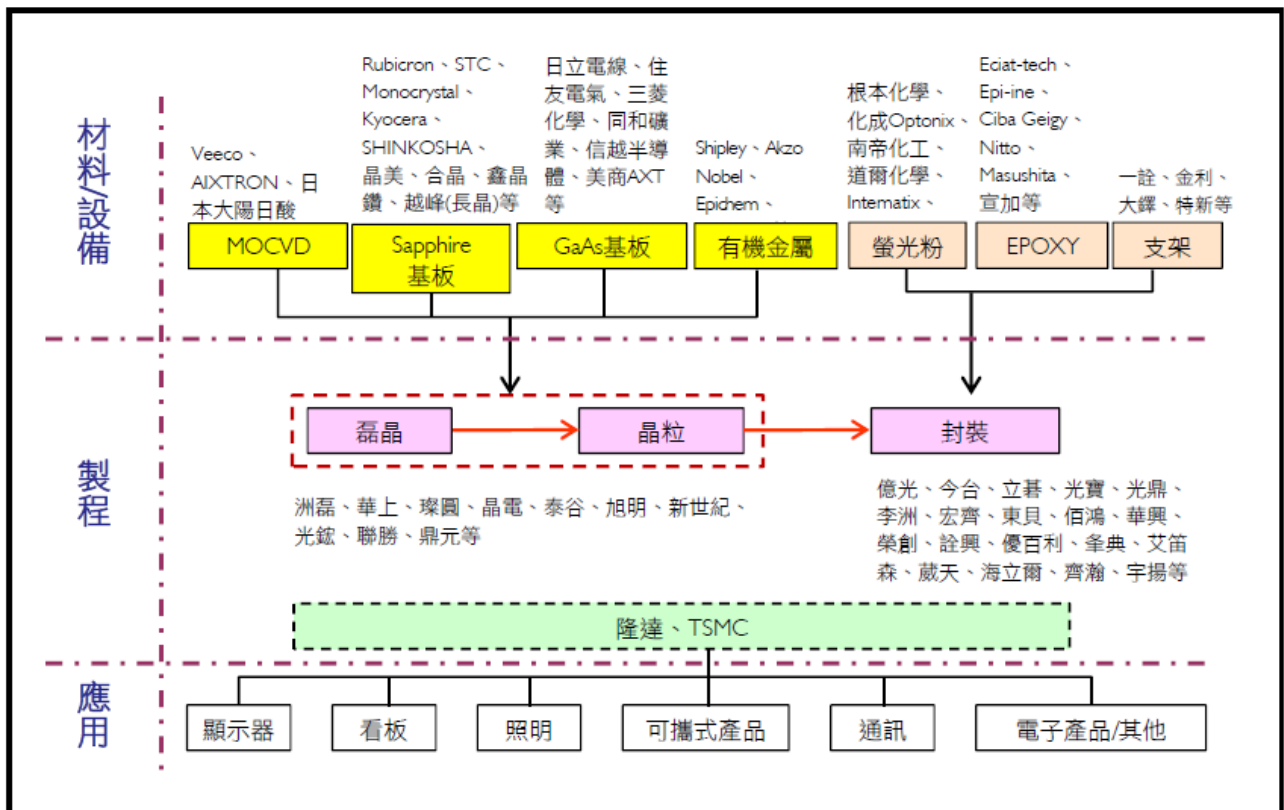 材料/設備
Veeco、
AIXTRON、日
本大陽日酸
MOCVD
Rubicron、STC、
Monocrystal、
Kyocera、
SHINKOSHA、
晶美、合晶、鑫晶
鑽、越峰(長晶)等
Sapphire
基板
日立電線、住
友電氣、三菱
化學、同和礦
業、信越半導
體、美商AXT
等
GaAs基板
Shipley、Akzo
Nobel、
Epichem、
有機金屬
根本化學、
化成Optonix、
南帝化工、
道爾化學、
Intematix、
螢光粉
Eciat-tech、
Epi-ine、
Ciba Geigy、
Nitto、
Masushita、
宣加等
EPOXY
一詮、金利、
大鐸、特新等
支架
製程
磊晶
晶粒
封裝
洲磊、華上、璨圓、晶電、泰谷、旭明、新世紀、
光鋐、聯勝、鼎元等
億光、今台、立碁、光寶、光鼎、
李洲、宏齊、東貝、佰鴻、華興、
榮創、詮興、優百利、夆典、艾笛
森、葳天、海立爾、齊瀚、宇揚等
隆達、TSMC
應用
顯示器
看板
照明
可攜式產品
通訊
電子產品/其他